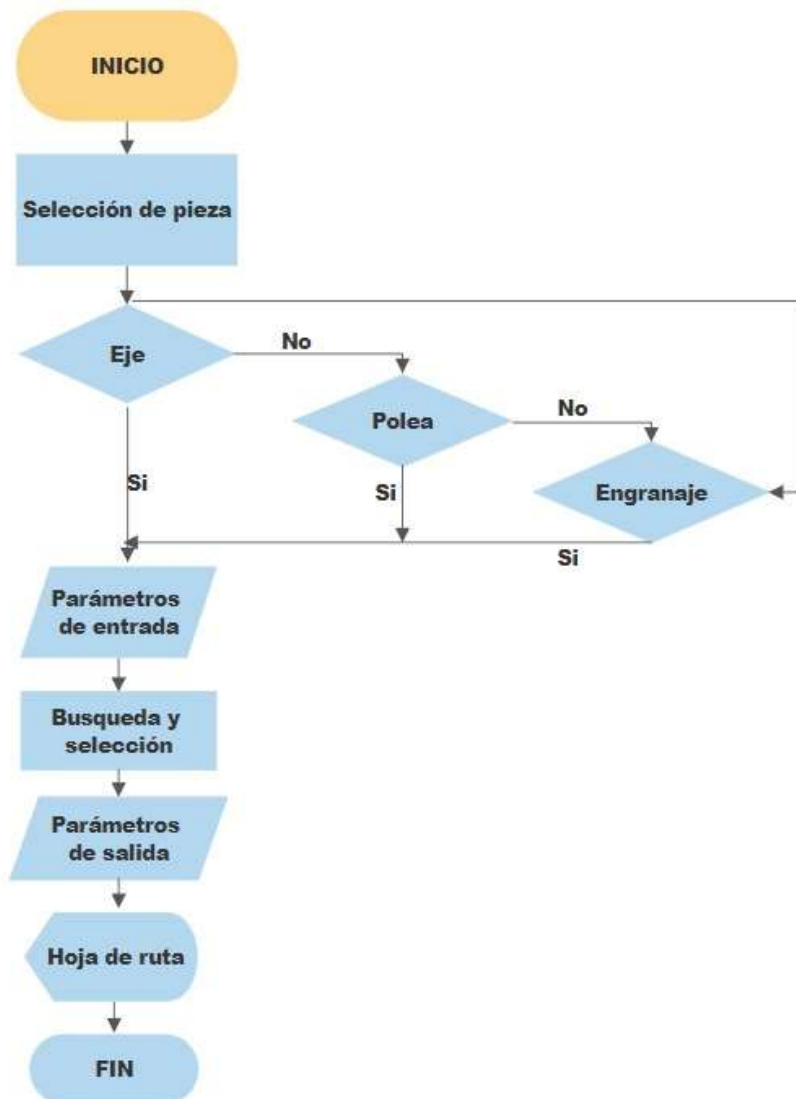 INICIO
Selección de pieza
Eje
No
Polea
No
Engranaje
Si
Si
Si
Parámetros
de entrada
Busqueda y
selección
Parámetros
de salida
Hoja de ruta
FIN